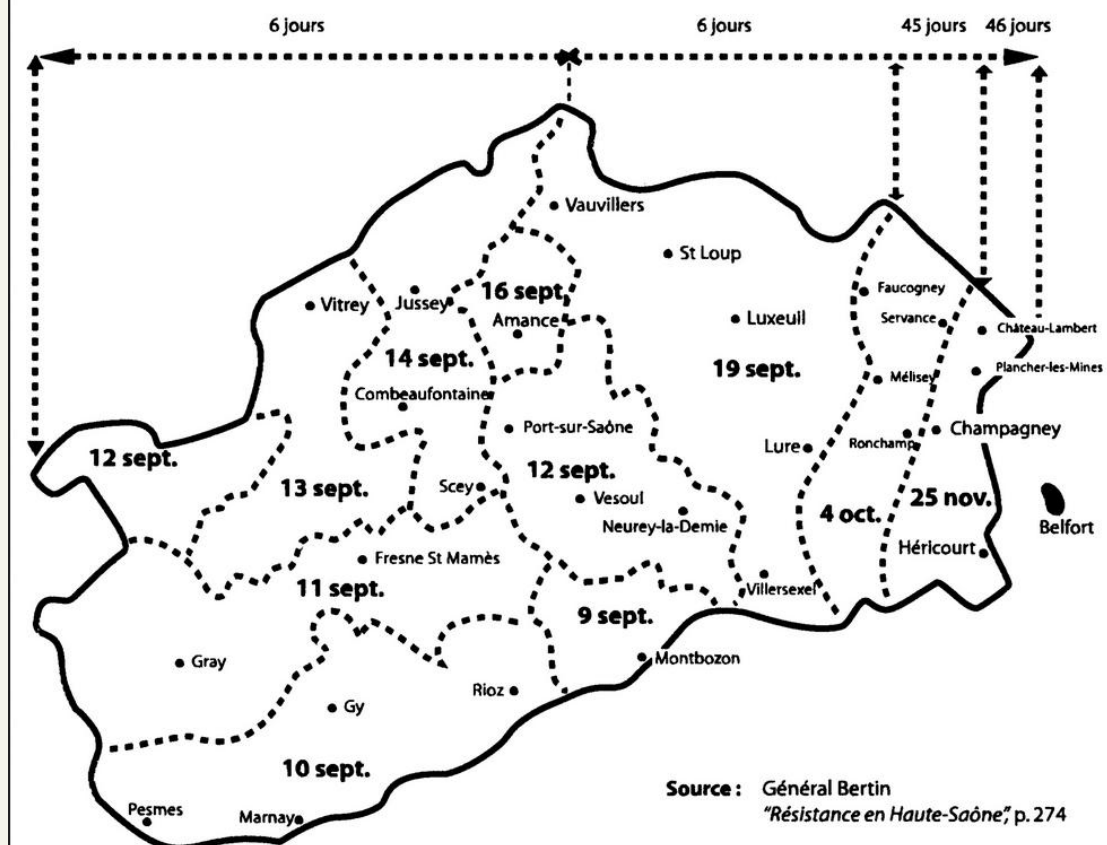 6 jours
6 jours
45 jours
46 jours
Vauvillers
St Loup
16 sept.
Faucogney
Vitrey
Jussey
Amance
Luxeuil
Servance
Château-Lambert
14 sept.
19 sept.
Mélisey
Plancher-les-Mines
Combeaufontaine
Port-sur-Saône
Lure
Ronchamp
Champagney
12 sept.
13 sept.
Scey
12 sept.
Vesoul
Neurey-la-Demie
4 oct.
25 nov.
Belfort
Fresne St Mamès
Héricourt
11 sept.
9 sept.
Villersexel
Gray
Montbozon
Rioz
Gy
10 sept.
Pesmes
Marnay
Source : Général Bertin
"Résistance en Haute-Saône", p. 274